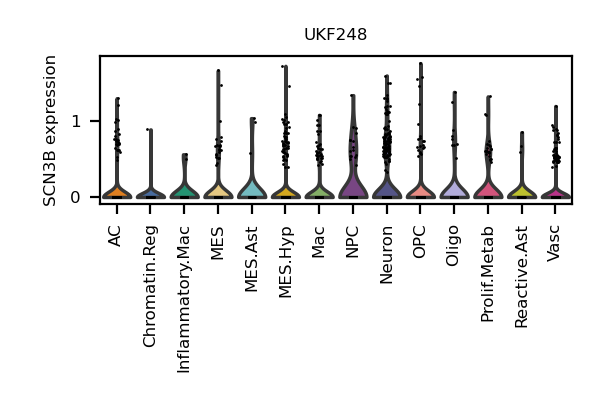 UKF248
SCN3B expression
1
0
AC
Chromatin.Reg
Inflammatory.Mac
MES
MES.Ast
MES.Hyp
Mac
NPC
Neuron
OPC
Oligo
Prolif.Metab
Reactive.Ast
Vasc